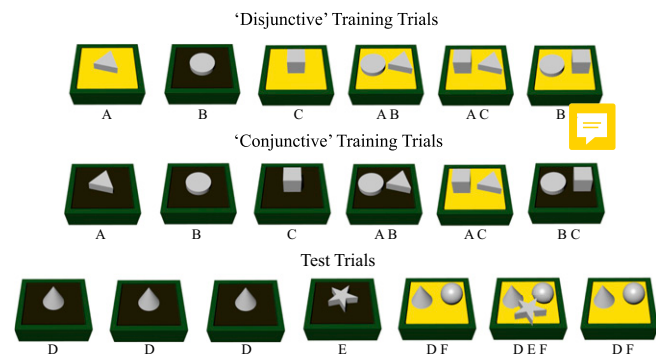 ‘Disjunctive’ Training Trials
A B C A B A C B
‘Conjunctive’ Training Trials
A B C A B A C B C
Test Trials
D D D E D F D E F D F